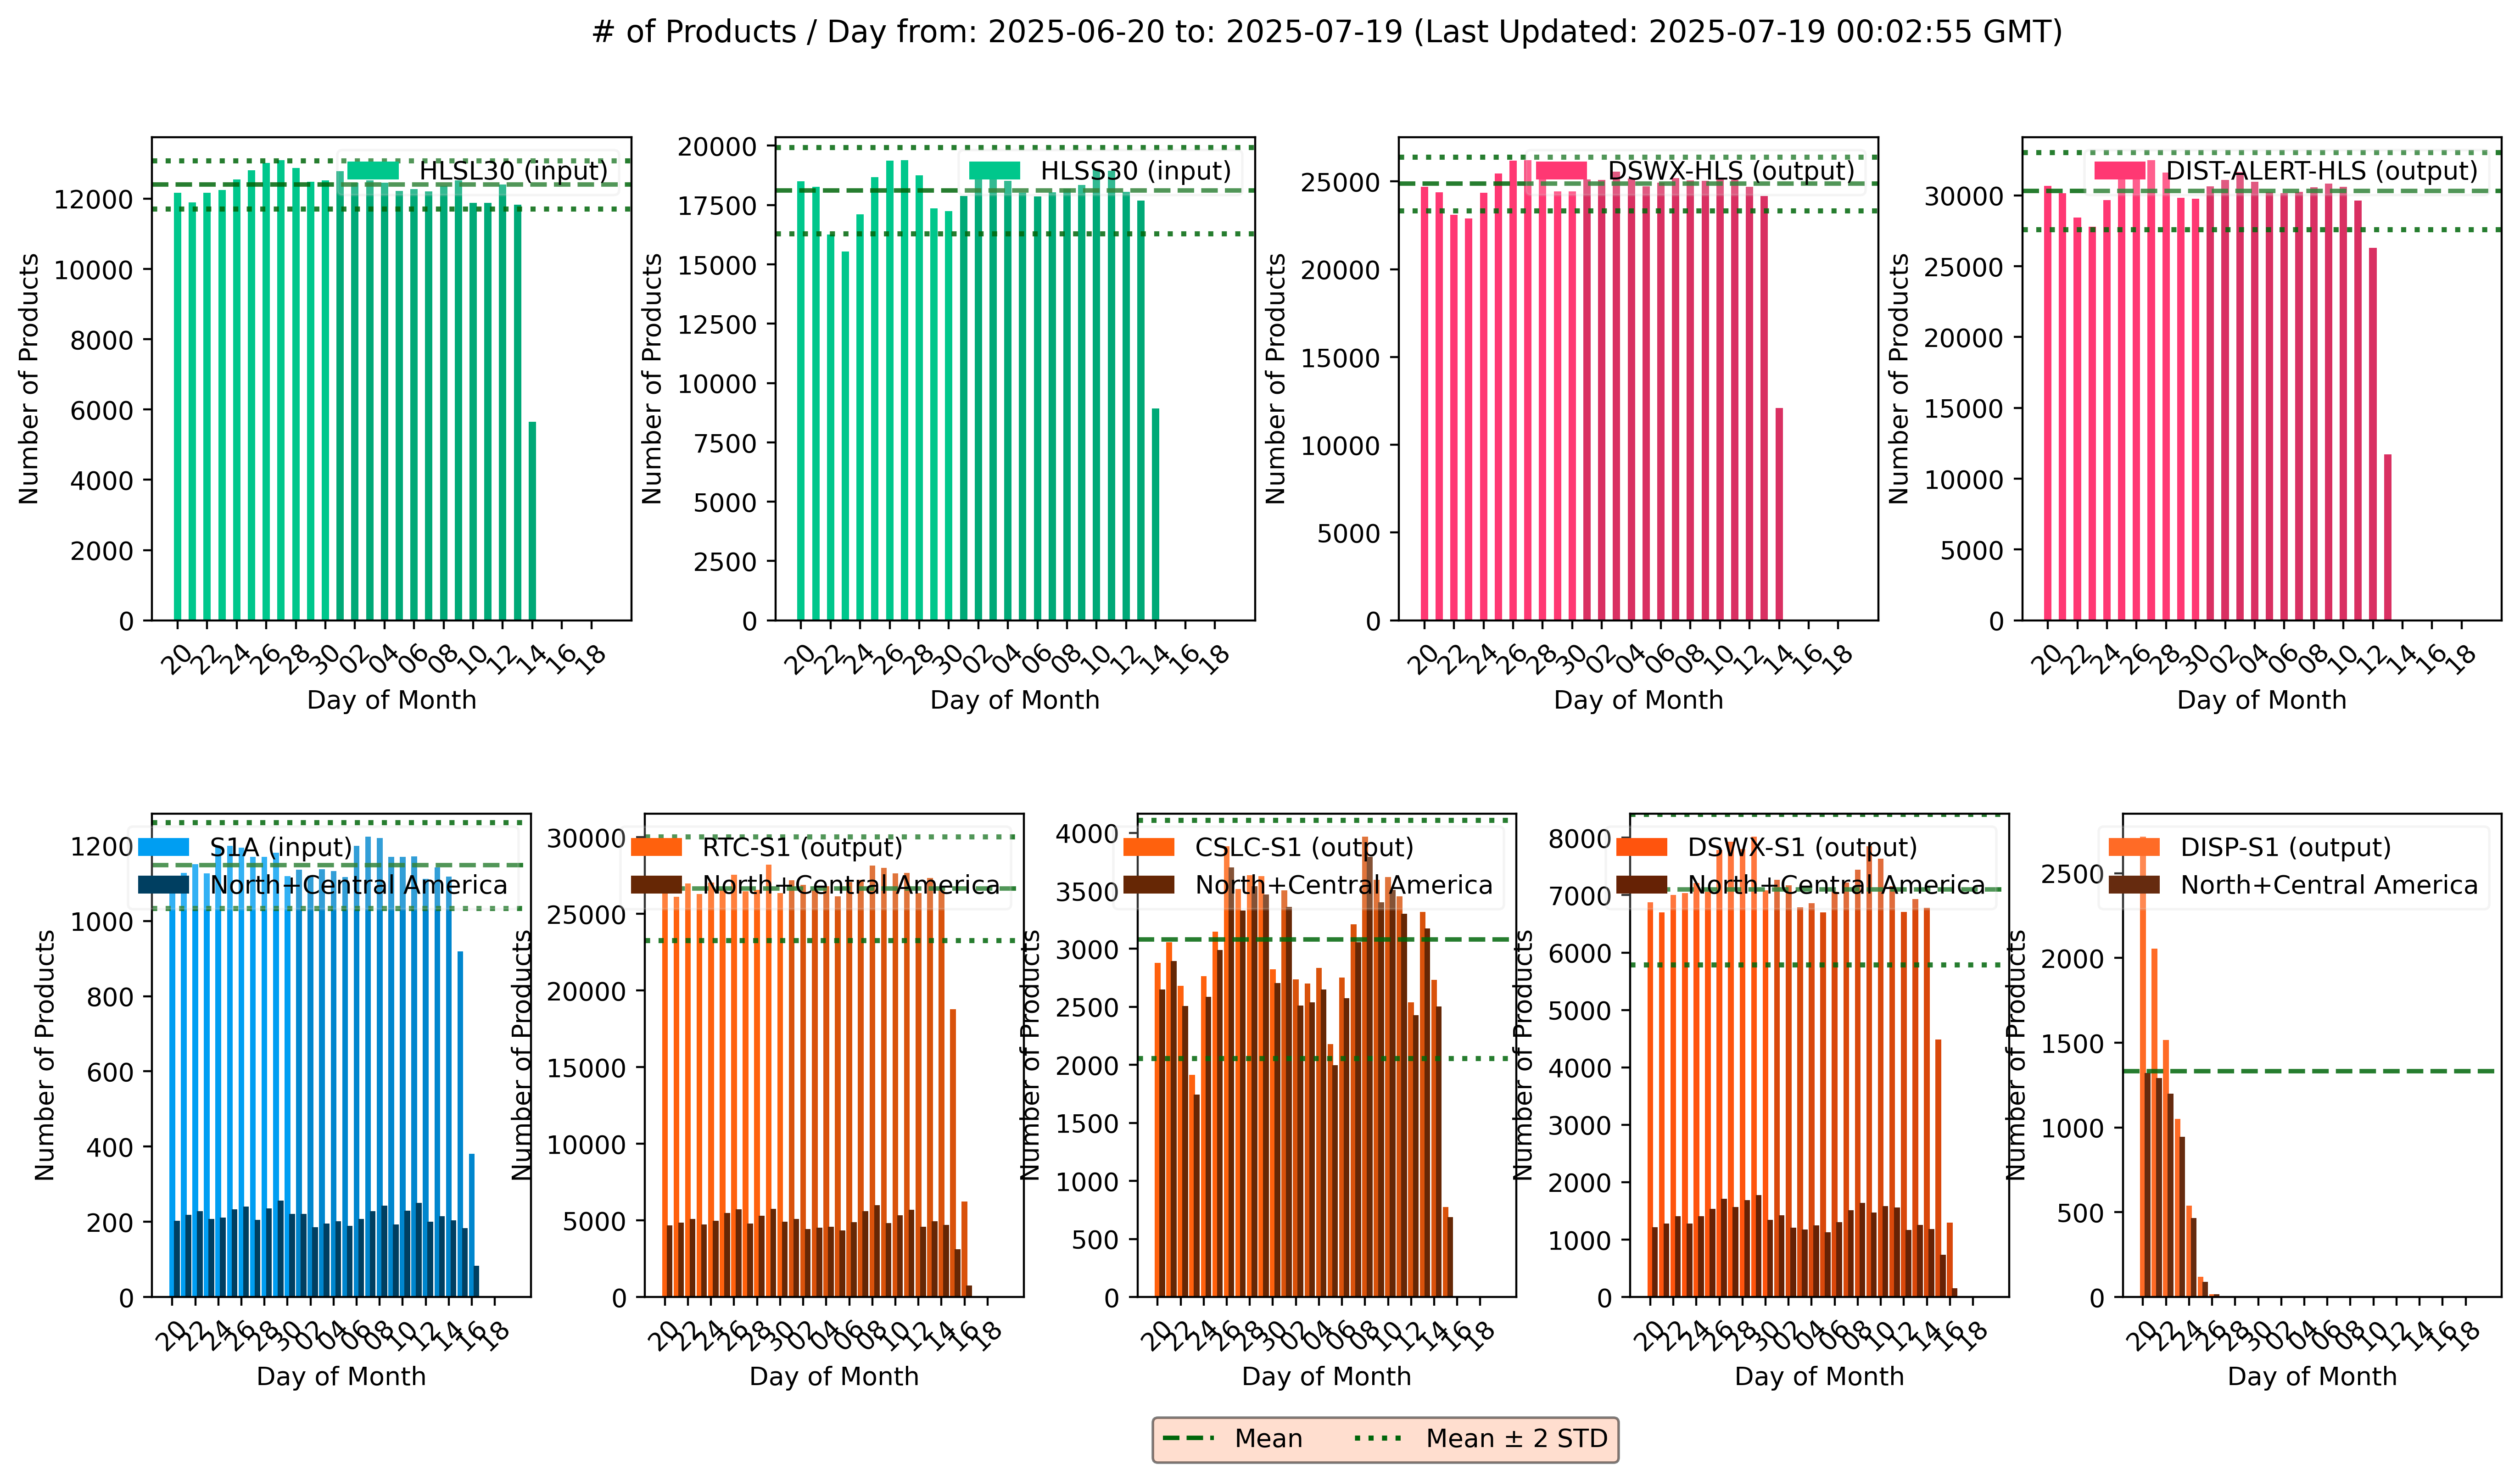 # of Products / Day from: 2025-06-20 to: 2025-07-19 (Last Updated: 2025-07-19 00:02:55 GMT)
Number of Products
12000
10000
8000
6000
4000
2000
0
HLSL30 (input)
20 22 24 26 28 30 02 04 06 08 10 12 14 16 18
Day of Month
Number of Products
20000
17500
15000
12500
10000
7500
5000
2500
0
HLSS30 (input)
20 22 24 26 28 30 02 04 06 08 10 12 14 16 18
Day of Month
Number of Products
25000
20000
15000
10000
5000
0
DSWX-HLS (output)
20 22 24 26 28 30 02 04 06 08 10 12 14 16 18
Day of Month
Number of Products
30000
25000
20000
15000
10000
5000
0
DIST-ALERT-HLS (output)
20 22 24 26 28 30 02 04 06 08 10 12 14 16 18
Day of Month
Number of Products
1200
1000
800
600
400
200
0
S1A (input)
North+Central America
20 22 24 26 28 30 02 04 06 08 10 12 14 16 18
Day of Month
Number of Products
30000
25000
20000
15000
10000
5000
0
RTC-S1 (output)
North+Central America
20 22 24 26 28 30 02 04 06 08 10 12 14 16 18
Day of Month
Number of Products
4000
3500
3000
2500
2000
1500
1000
500
0
CSLC-S1 (output)
North+Central America
20 22 24 26 28 30 02 04 06 08 10 12 14 16 18
Day of Month
Number of Products
8000
7000
6000
5000
4000
3000
2000
1000
0
DSWX-S1 (output)
North+Central America
20 22 24 26 28 30 02 04 06 08 10 12 14 16 18
Day of Month
Number of Products
2500
2000
1500
1000
500
0
DISP-S1 (output)
North+Central America
20 22 24 26 28 30 02 04 06 08 10 12 14 16 18
Day of Month
Mean
Mean ± 2 STD